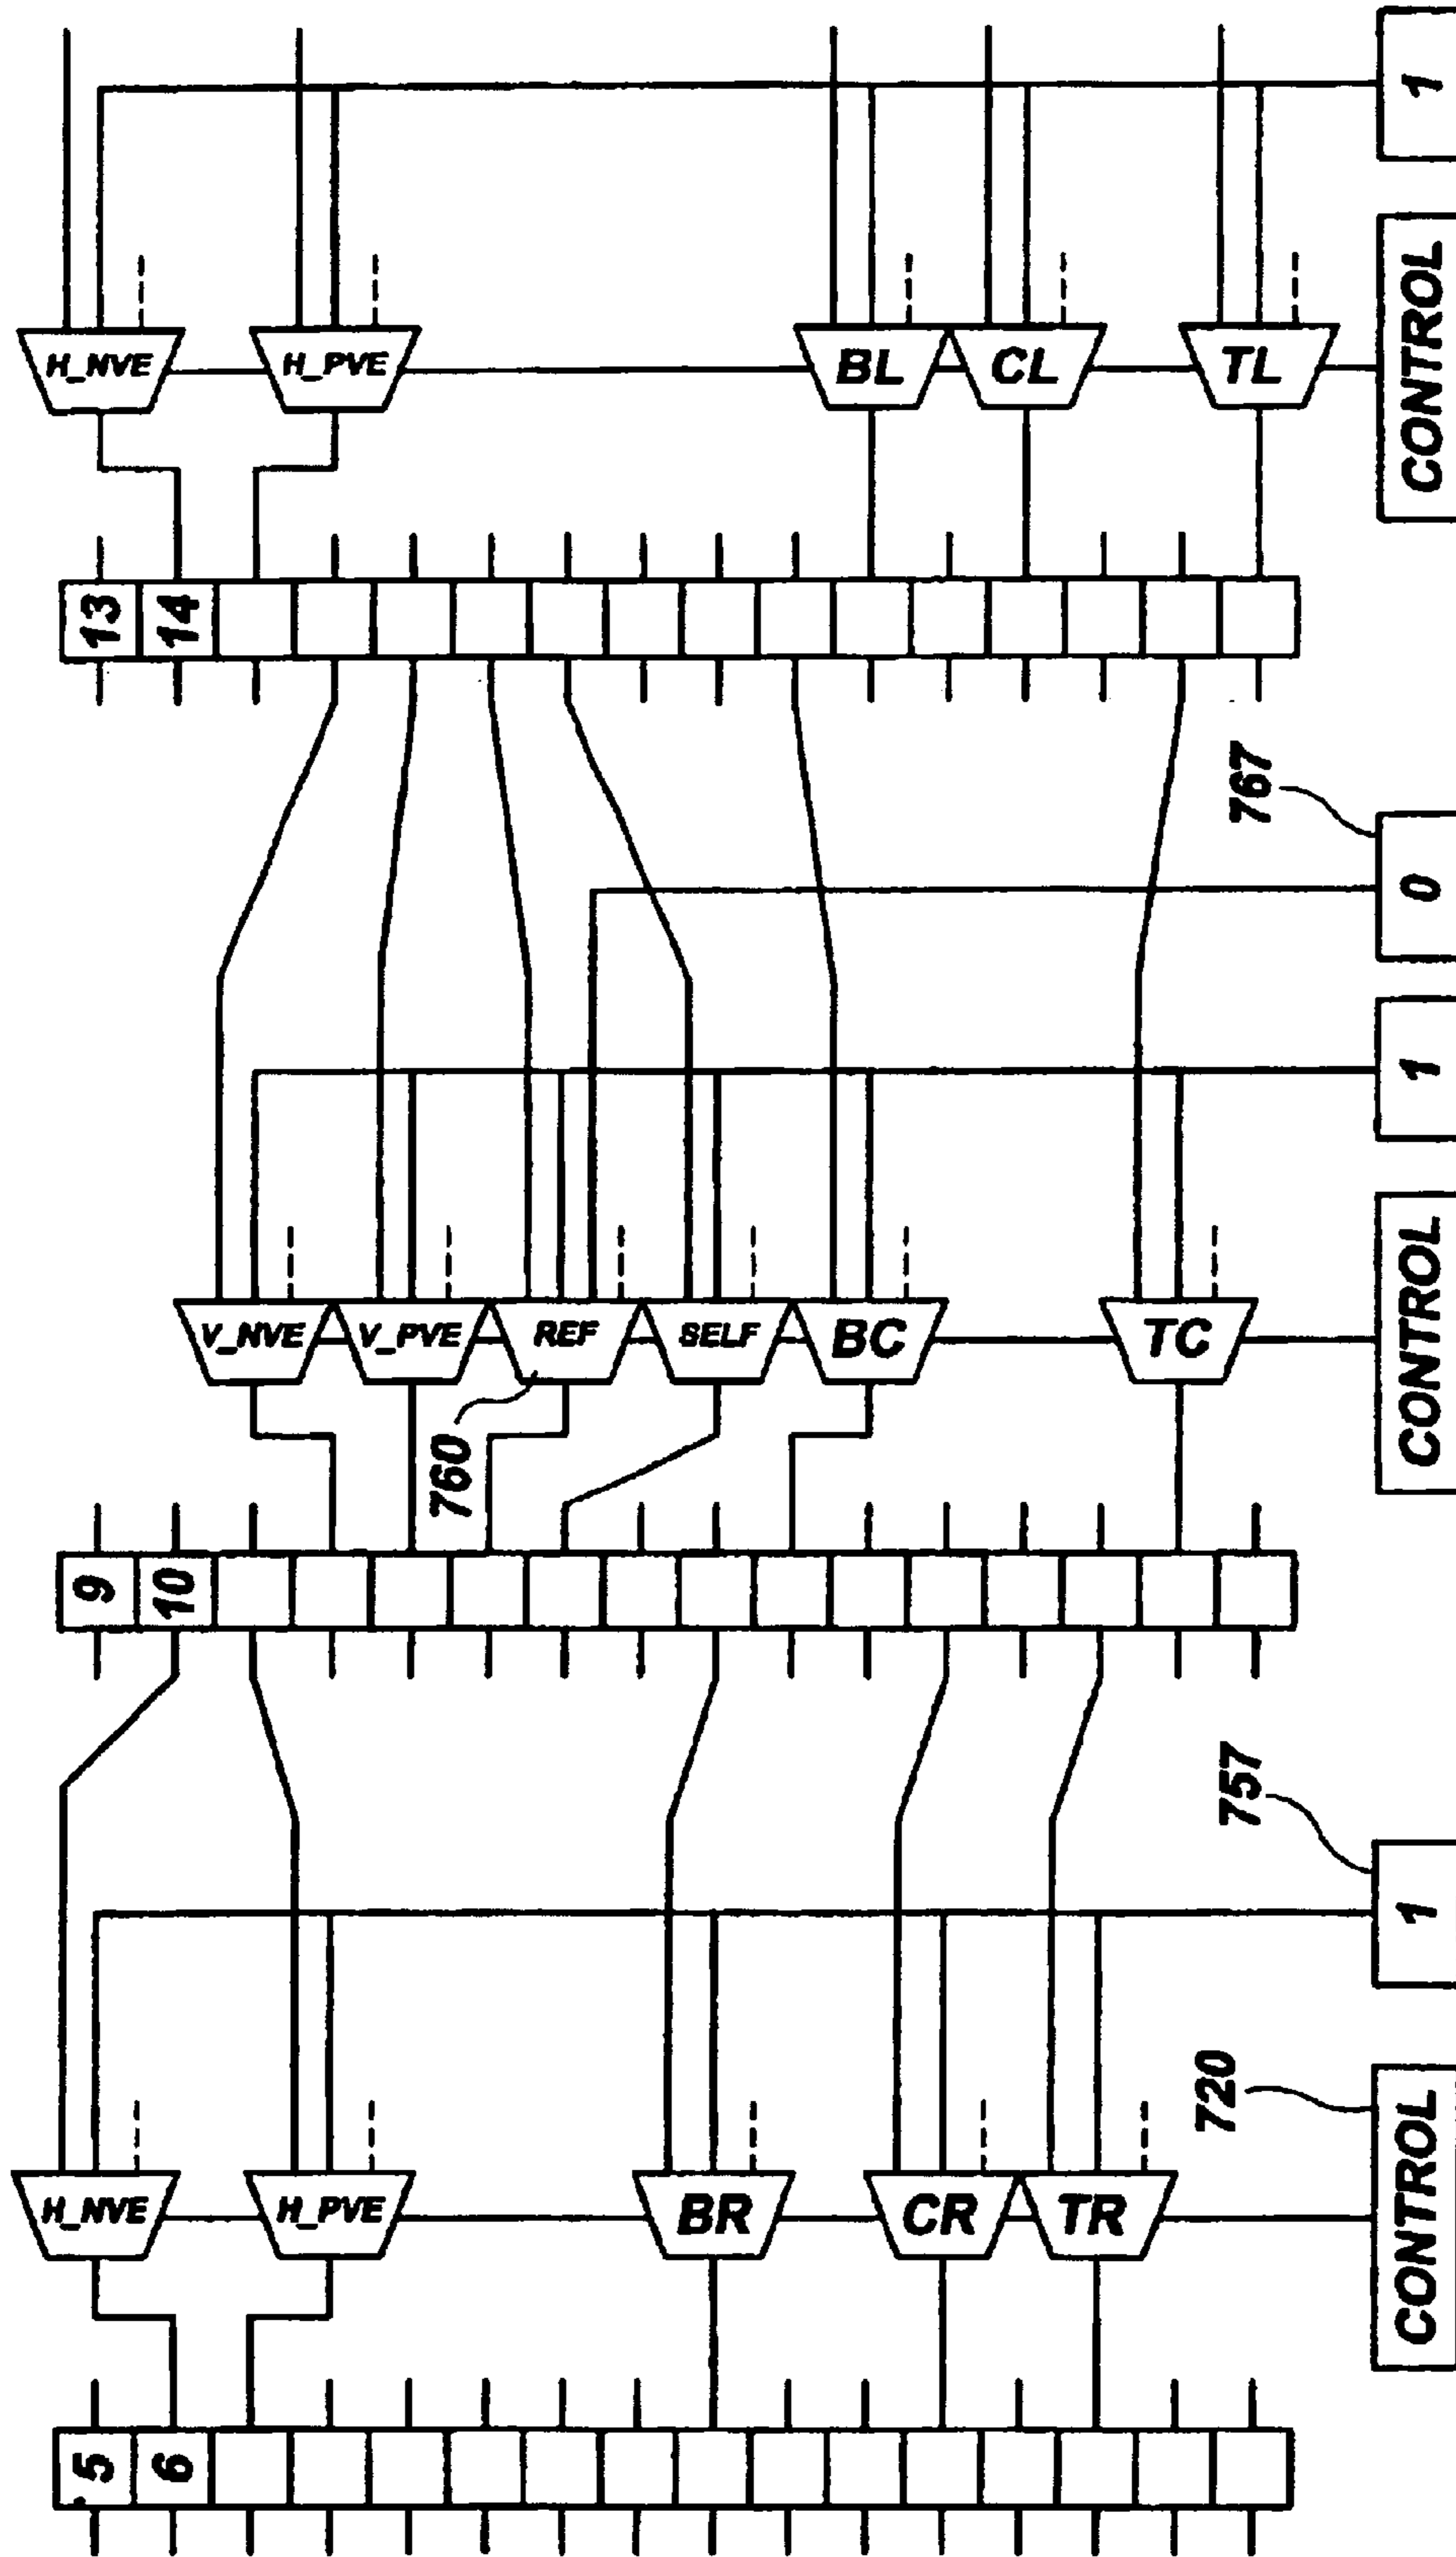 H_NVE
H_PVE
BL
CL
TL
CONTROL
1
13
14
767
0
1
V_NVE
V_PVE
REF
SELF
BC
TC
CONTROL
760
9
10
757
1
720
H_NVE
H_PVE
BR
CR
TR
CONTROL
5
6